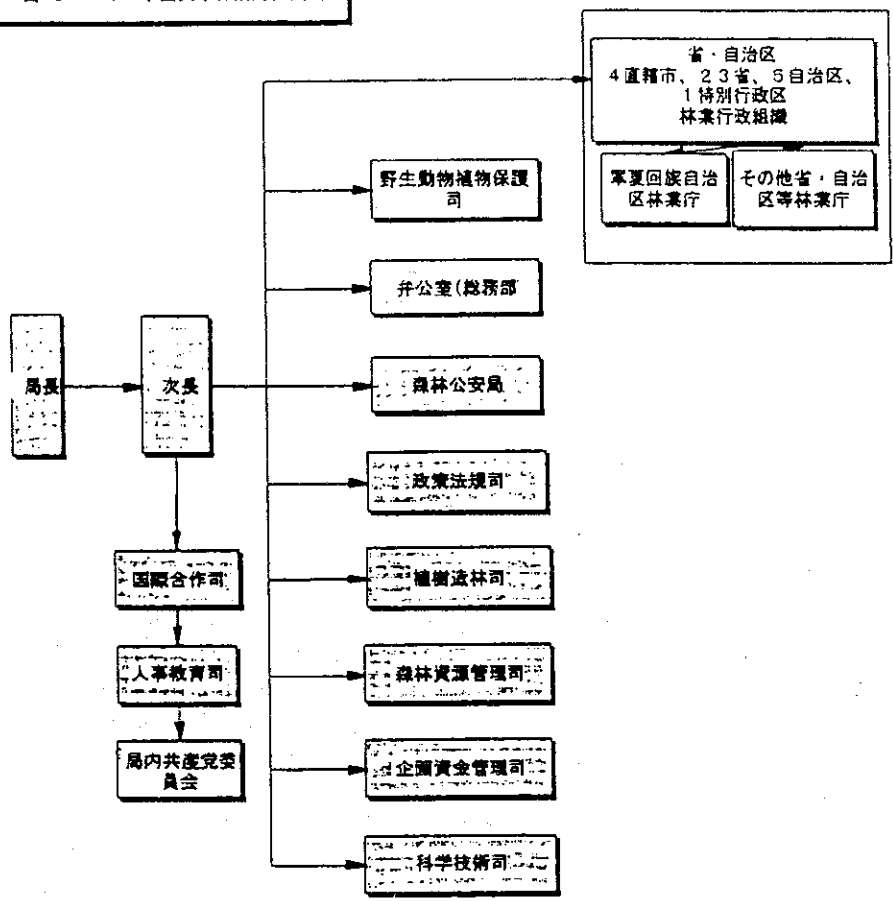 省・自治区
4直轄市、23省、5自治区、
1特別行政区
林業行政組織
寧夏回族自治
区林業庁
その他省・自治
区等林業庁
野生動物植物保護
司
弁公室(総務部
局長
次長
森林公安局
政策法規司
国際合作司
植樹造林司
人事教育司
森林資源管理司
局内共産党委
員会
企画資金管理司
科学技術司